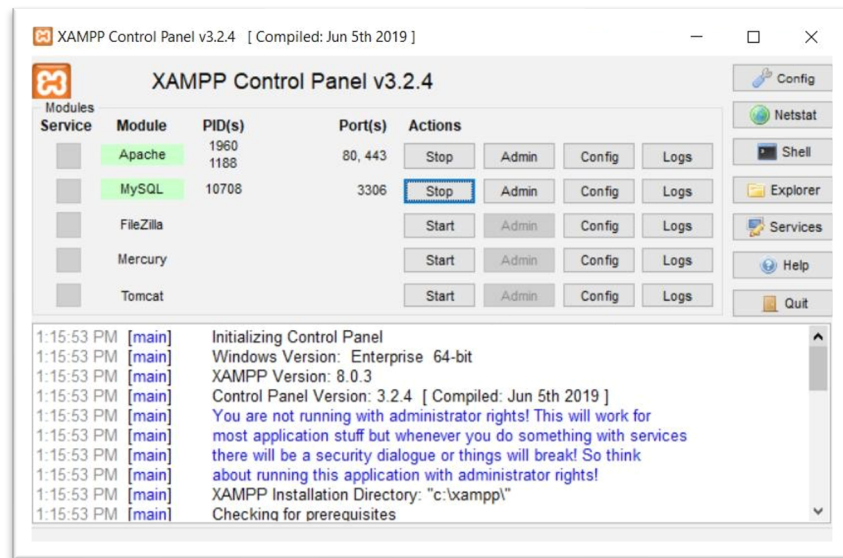 XAMPP Control Panel v3.2.4 [ Compiled: Jun 5th 2019 ]
XAMPP Control Panel v3.2.4
Config
Modules
Service Module PID(s) Port(s) Actions
Netstat
Apache 1960 1188 80, 443 Stop Admin Config Logs
Shell
MySQL 10708 3306 Stop Admin Config Logs
Explorer
FileZilla Start Admin Config Logs
Services
Mercury Start Admin Config Logs
Help
Tomcat Start Admin Config Logs
Quit
1:15:53 PM [main] Initializing Control Panel
1:15:53 PM [main] Windows Version: Enterprise 64-bit
1:15:53 PM [main] XAMPP Version: 8.0.3
1:15:53 PM [main] Control Panel Version: 3.2.4 [ Compiled: Jun 5th 2019 ]
1:15:53 PM [main] You are not running with administrator rights! This will work for
1:15:53 PM [main] most application stuff but whenever you do something with services
1:15:53 PM [main] there will be a security dialogue or things will break! So think
1:15:53 PM [main] about running this application with administrator rights!
1:15:53 PM [main] XAMPP Installation Directory: "c:\xampp\"
1:15:53 PM [main] Checking for prerequisites